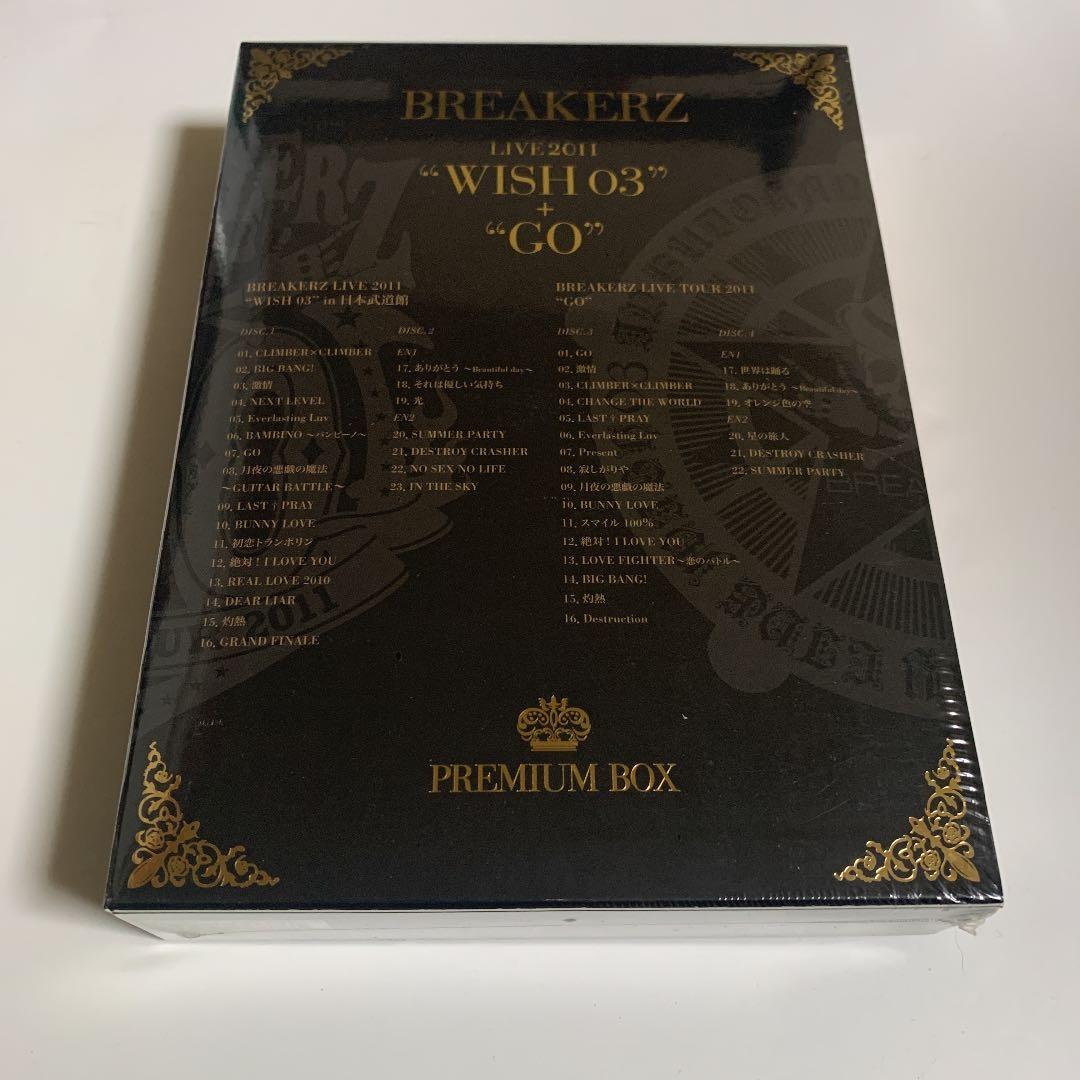 BREAKERZ
LIVE 2011
“WISH 03”
+
“GO”
BREAKERZ LIVE 2011
“WISH 03” in 日本武道館
DISC.1
01. CLIMBER×CLIMBER
02. BIG BANG!
03. 激情
04. NEXT LEVEL
05. Everlasting Luv
06. BAMBINO ～バンビーノ～
07. GO
08. 月夜の悪戯の魔法
～GUITAR BATTLE～
09. LAST†PRAY
10. BUNNY LOVE
11. 初恋トランポリン
12. 絶対! I LOVE YOU
13. REAL LOVE 2010
14. DEAR LIAR
15. 灼熱
16. GRAND FINALE
DISC.2
EN1
17. ありがとう ～Beautiful day～
18. それは優しい気持ち
19. 光
EN2
20. SUMMER PARTY
21. DESTROY CRASHER
22. NO SEX NO LIFE
23. IN THE SKY
BREAKERZ LIVE TOUR 2011
“GO”
DISC.3
01. GO
02. 激情
03. CLIMBER×CLIMBER
04. CHANGE THE WORLD
05. LAST†PRAY
06. Everlasting Luv
07. Present
08. 寂しがりや
09. 月夜の悪戯の魔法
10. BUNNY LOVE
11. スマイル 100%
12. 絶対! I LOVE YOU
13. LOVE FIGHTER～恋のバトル～
14. BIG BANG!
15. 灼熱
16. Destruction
DISC.4
EN1
17. 世界は踊る
18. ありがとう ～Beautiful day～
19. オレンジ色の空
EN2
20. 星の旅人
21. DESTROY CRASHER
22. SUMMER PARTY
PREMIUM BOX